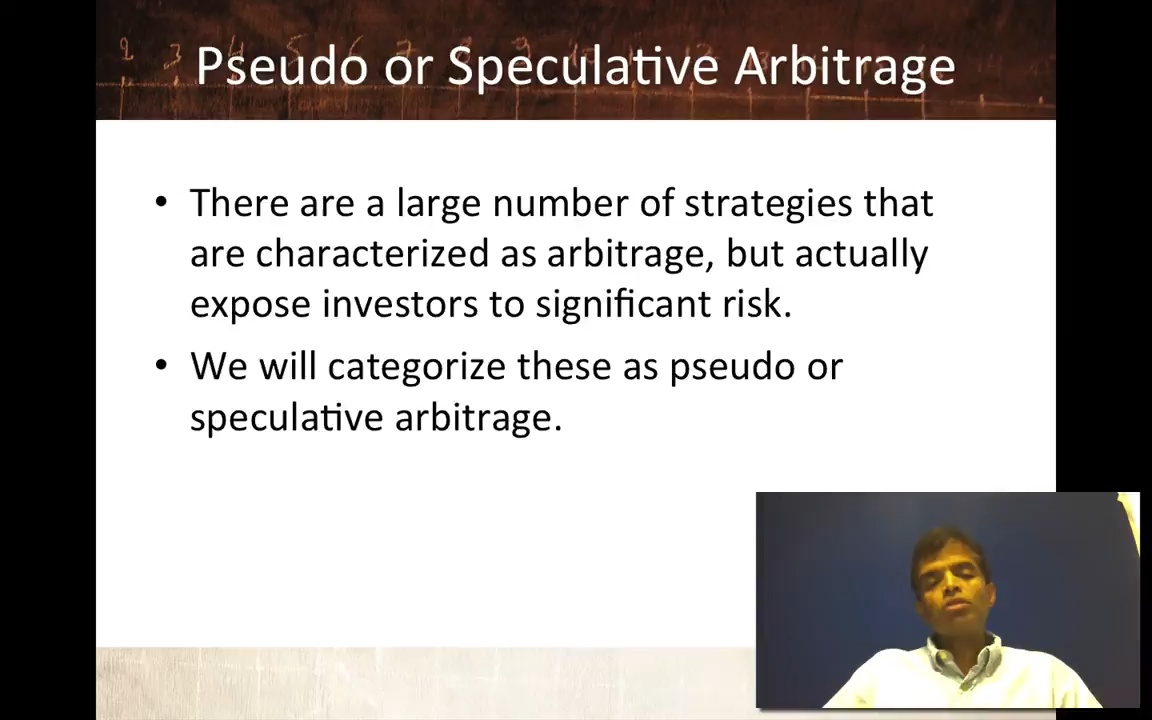 Pseudo or Speculative Arbitrage
• There are a large number of strategies that
are characterized as arbitrage, but actually
expose investors to significant risk.
• We will categorize these as pseudo or
speculative arbitrage.